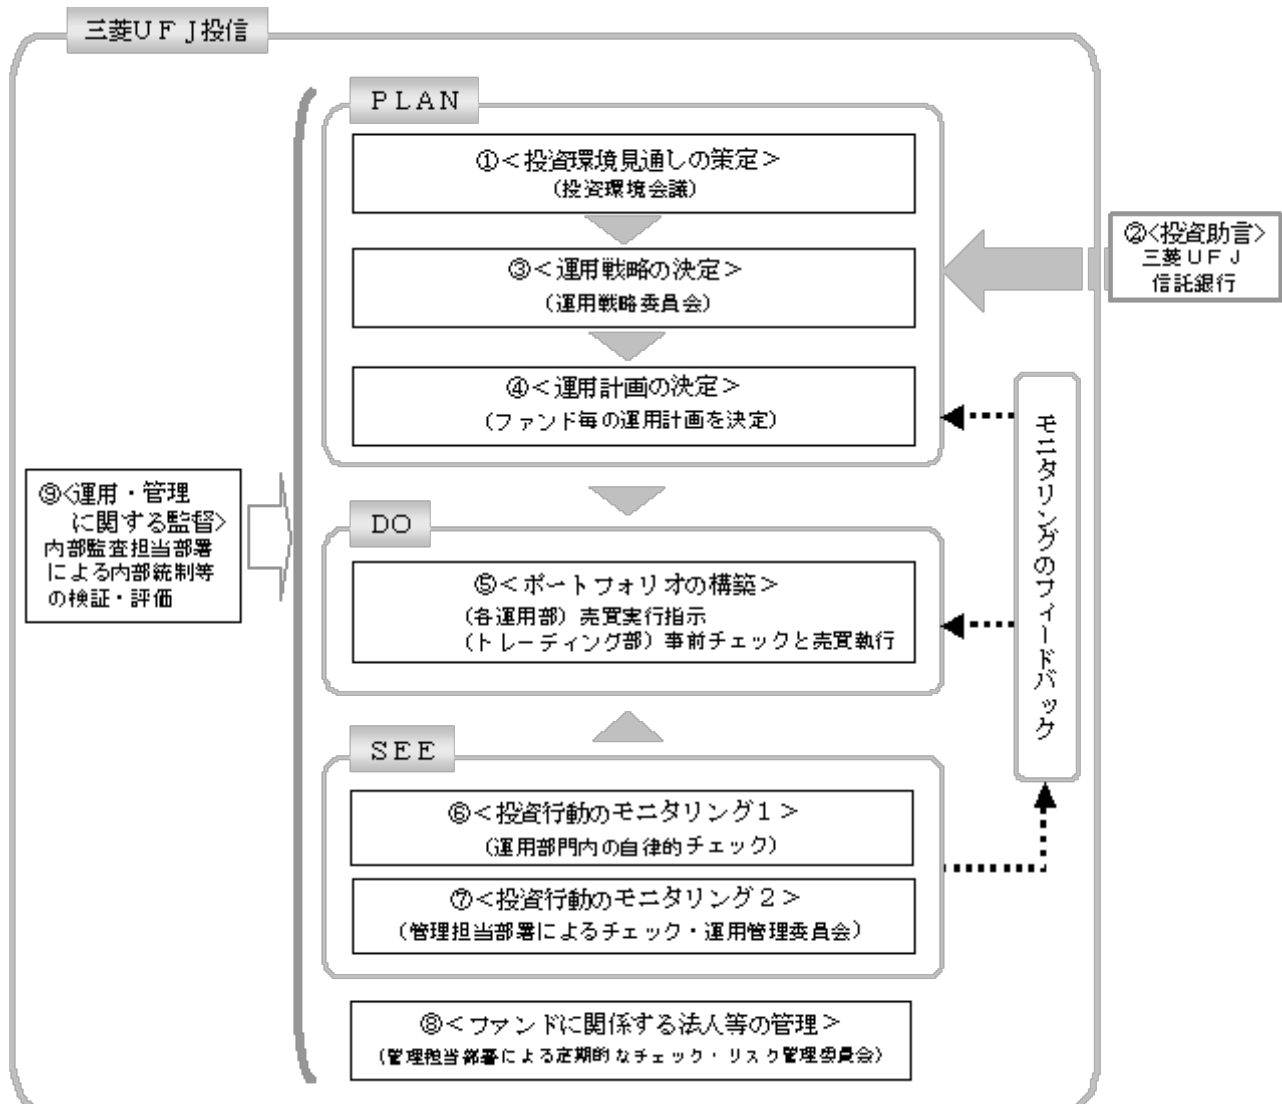 三菱ＵＦＪ投信
ＰＬＡＮ
①＜投資環境見通しの策定＞
（投資環境会議）
②＜投資助言＞
三菱ＵＦＪ
信託銀行
③＜運用戦略の決定＞
（運用戦略委員会）
④＜運用計画の決定＞
（ファンド毎の運用計画を決定）
ＤＯ
⑤＜ポートフォリオの構築＞
（各運用部）売買実行指示
（トレーディング部）事前チェックと売買執行
ＳＥＥ
⑥＜投資行動のモニタリング１＞
（運用部門内の自律的チェック）
⑦＜投資行動のモニタリング２＞
（管理担当部署によるチェック・運用管理委員会）
⑧＜ファンドに関係する法人等の管理＞
（管理担当部署による定期的なチェック・リスク管理委員会）
⑨＜運用・管理
に関する監督＞
内部監査担当部署
による内部統制等
の検証・評価
モニタリングのフィードバック